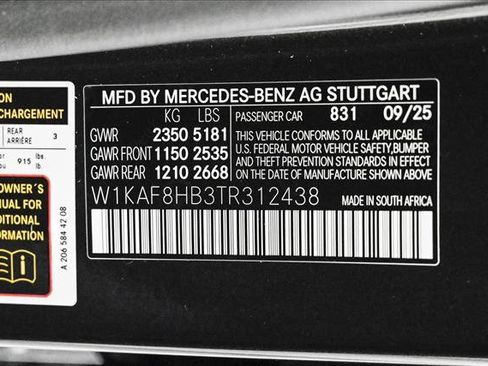 ON
CHARGEMENT
REAR
ARRIÈRE 3
915 lbs.
lb.
OWNER´S
NUAL FOR
DITIONAL
ORMATION
i
A 206 584 42 08
MFD BY MERCEDES-BENZ AG STUTTGART
KG LBS PASSENGER CAR 831 09/25
GVWR 2350 5181
GAWR FRONT 1150 2535
GAWR REAR 1210 2668
THIS VEHICLE CONFORMS TO ALL APPLICABLE
U.S. FEDERAL MOTOR VEHICLE SAFETY, BUMPER,
AND THEFT PREVENTION STANDARDS IN EFFECT
ON THE DATE OF MANUFACTURE SHOWN ABOVE.
W1KAF8HB3TR312438 MADE IN SOUTH AFRICA